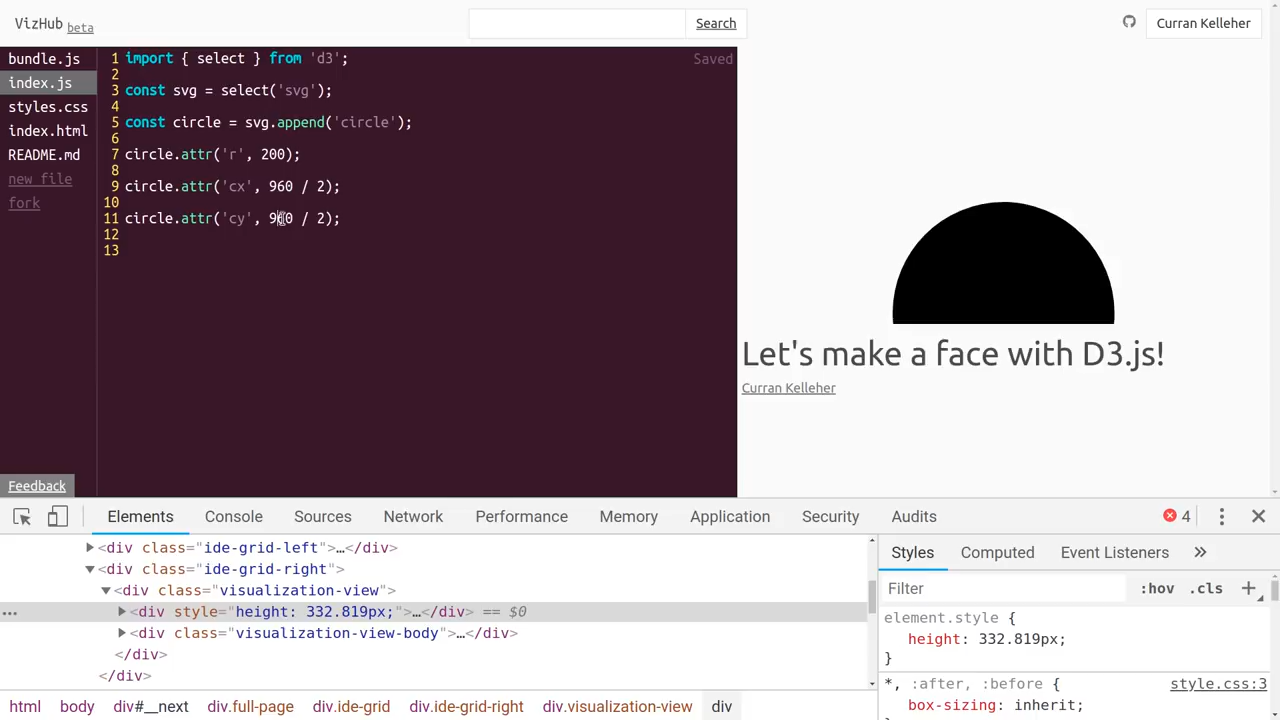 VizHub beta
Search
Curran Kelleher
bundle.js
index.js
styles.css
index.html
README.md
new file
fork
Feedback
Saved
1 import { select } from 'd3';
2
3 const svg = select('svg');
4
5 const circle = svg.append('circle');
6
7 circle.attr('r', 200);
8
9 circle.attr('cx', 960 / 2);
10
11 circle.attr('cy', 960 / 2);
12
13
Let's make a face with D3.js!
Curran Kelleher
Elements Console Sources Network Performance Memory Application Security Audits 4
<div class="ide-grid-left">…</div>
<div class="ide-grid-right">
<div class="visualization-view">
… <div style="height: 332.819px;">…</div> == $0
<div class="visualization-view-body">…</div>
</div>
</div>
html body div#__next div.full-page div.ide-grid div.ide-grid-right div.visualization-view div
Styles Computed Event Listeners »
Filter :hov .cls +
element.style {
height: 332.819px;
}
*, :after, :before { style.css:3
box-sizing: inherit;